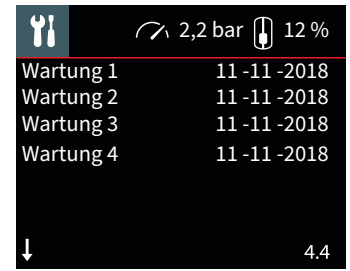 2,2 bar 12 %
Wartung 1 11 -11 -2018
Wartung 2 11 -11 -2018
Wartung 3 11 -11 -2018
Wartung 4 11 -11 -2018
4.4